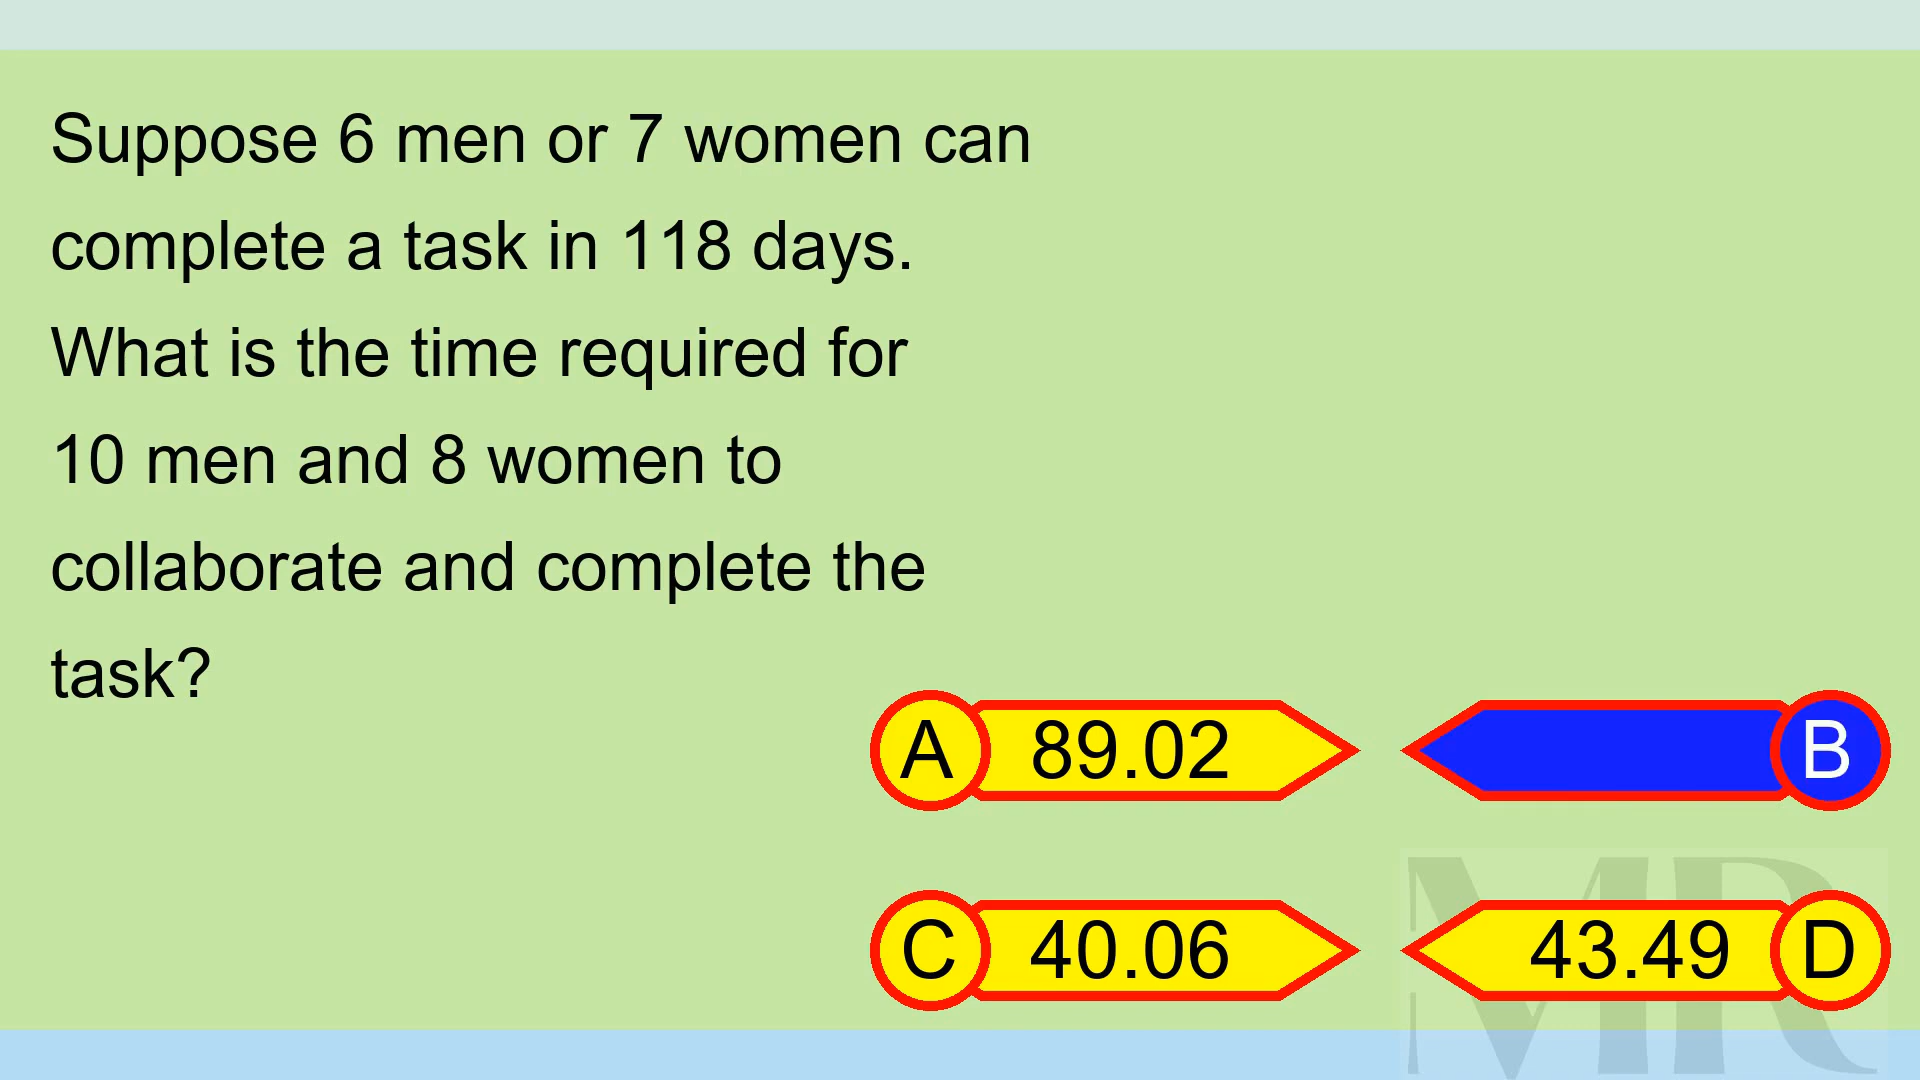 Suppose 6 men or 7 women can
complete a task in 118 days.
What is the time required for
10 men and 8 women to
collaborate and complete the
task?
A 89.02
B
C 40.06
43.49 D
MR